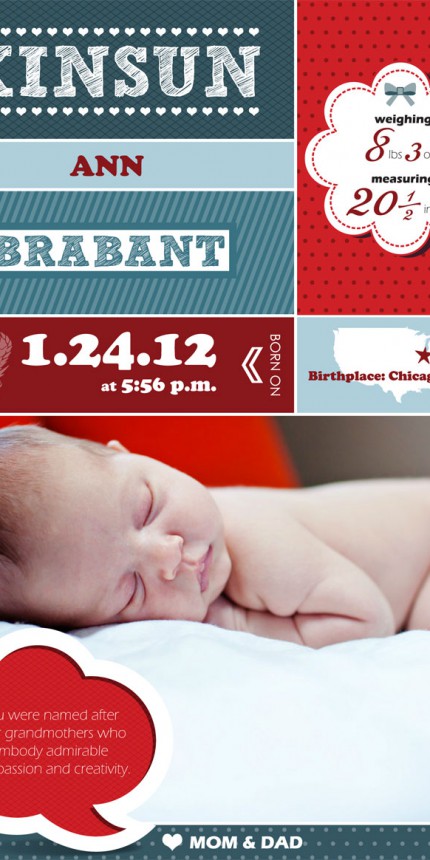 KINSUN
ANN
BRABANT
1.24.12
at 5:56 p.m.
BORN ON
weighing
8 lbs 3
measuring
20 1/2 in
Birthplace: Chicag
u were named after
grandmothers who
mbody admirable
passion and creativity.
MOM & DAD